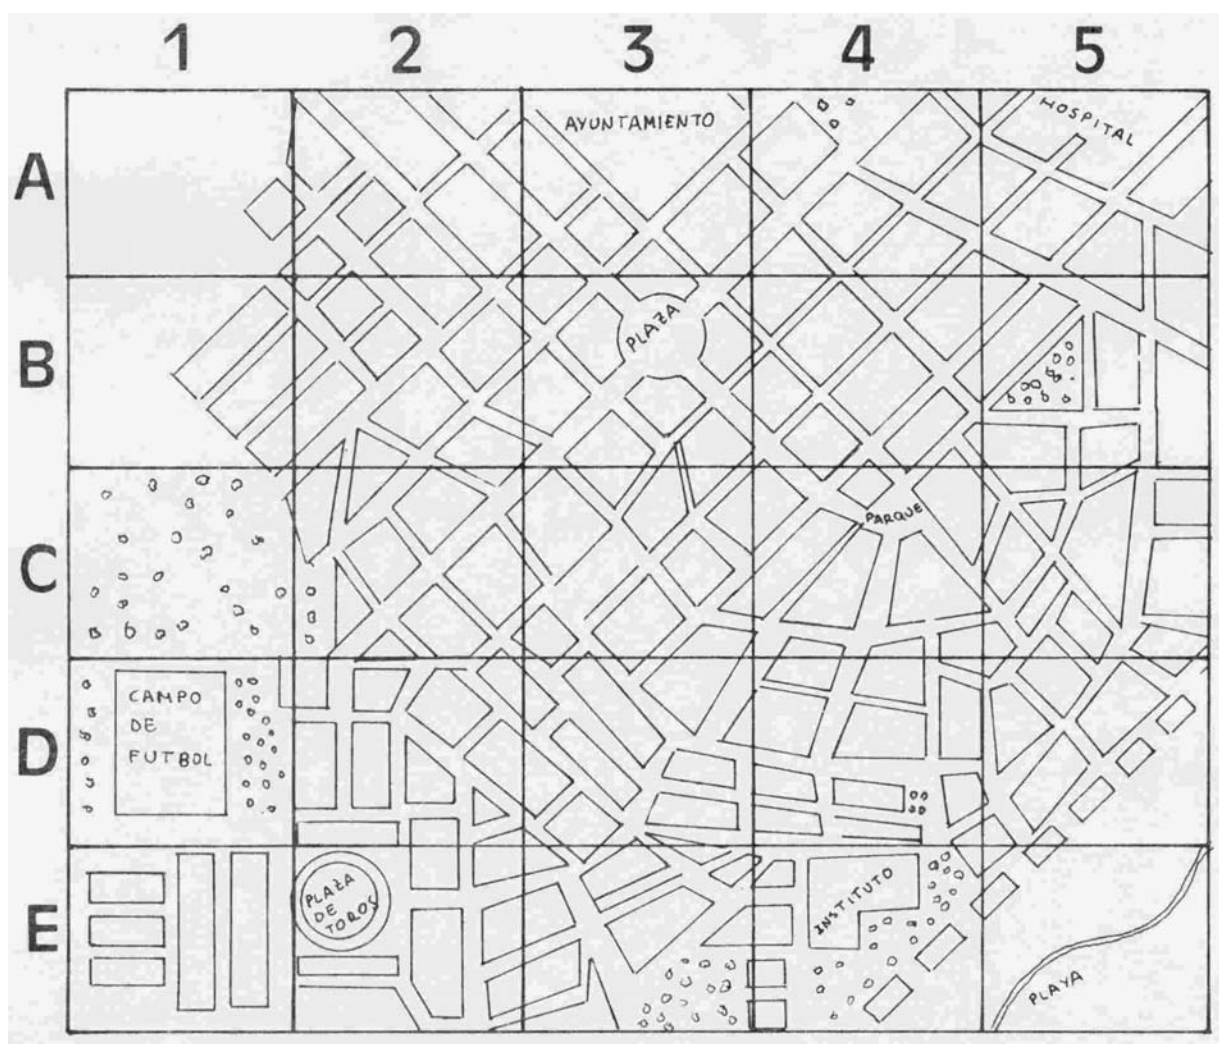 1 2 3 4 5
A
AYUNTAMIENTO
HOSPITAL
B
PLAZA
C
PARQUE
D
CAMPO
DE
FUTBOL
E
PLAZA
DE
TOROS
INSTITUTO
PLAYA